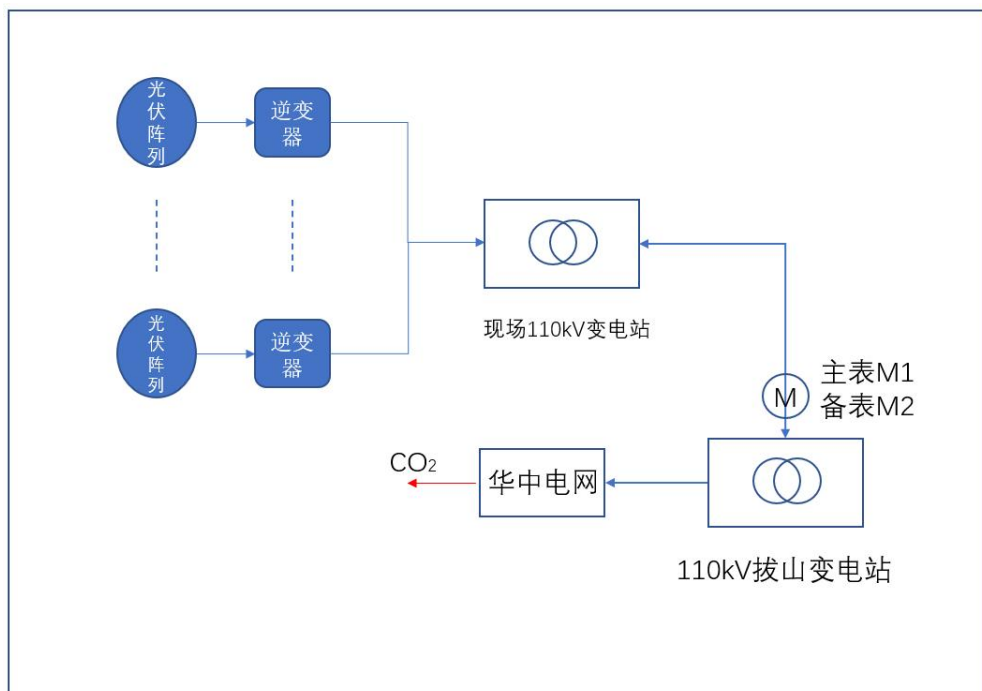 光伏阵列
逆变器
现场110kV变电站
光伏阵列
逆变器
主表M1
M
备表M2
CO₂
华中电网
110kV拔山变电站